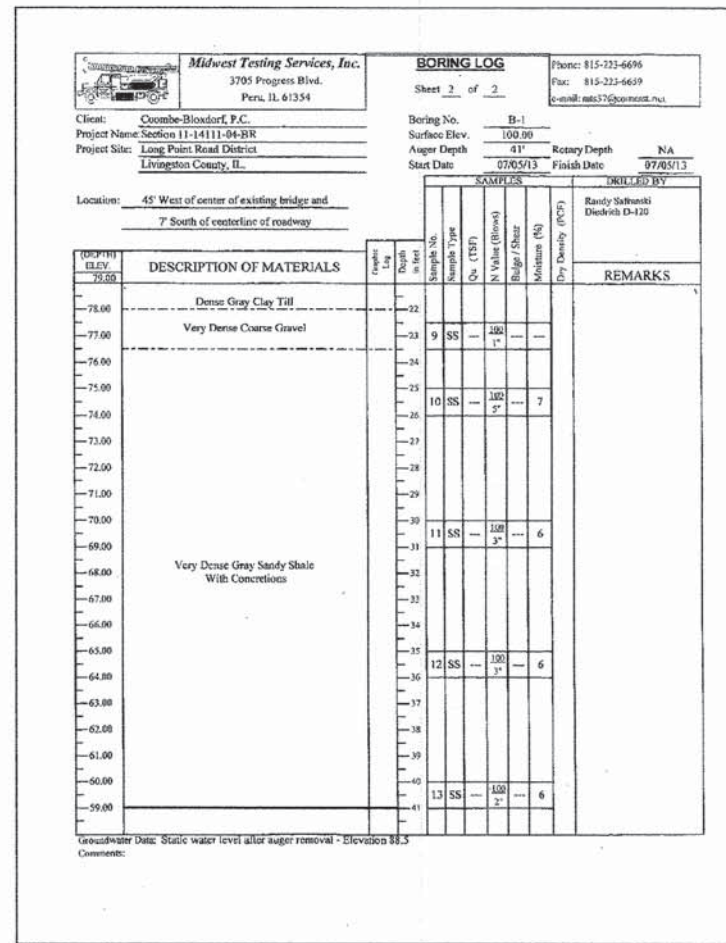 Midwest Testing Services, Inc.
3705 Progress Blvd.
Peru, IL 61354
BORING LOG
Sheet 2 of 2
Phone: 815-223-6696
Fax: 815-223-6659
Client: Coombe-Bloxdorf, P.C.
Project Name: Section 11-14111-04-BR
Project Site: Long Point Road District
Livingston County, IL.
Boring No. B-1
Surface Elev. 100.00
Auger Depth 41' Rotary Depth NA
Start Date 07/05/13 Finish Date 07/05/13
Location: 45' West of center of existing bridge and
7' South of centerline of roadway
SAMPLES
DRILLED BY
Randy
Diedrich D-120
(DEPTH)
ELEV.
79.00
DESCRIPTION OF MATERIALS
Graphic Log
Depth in feet
Sample No.
Sample Type
Qu (TSF)
N Value (Blows)
Bulge / Shear
Moisture (%)
Dry Density (PCF)
REMARKS
Dense Gray Clay Till
78.00 22
Very Dense Coarse Gravel
77.00 23 9 SS --- 100 1" --- ---
76.00 24
75.00 25
10 SS --- 100 5" --- 7
74.00 26
73.00 27
72.00 28
71.00 29
70.00 30
11 SS --- 100 3" --- 6
69.00 31
Very Dense Gray Sandy Shale
With Concretions
68.00 32
67.00 33
66.00 34
65.00 35
12 SS --- 100 3" --- 6
64.00 36
63.00 37
62.00 38
61.00 39
60.00 40
13 SS --- 100 2" --- 6
59.00 41
Groundwater Data: Static water level after auger removal - Elevation 88.5
Comments: